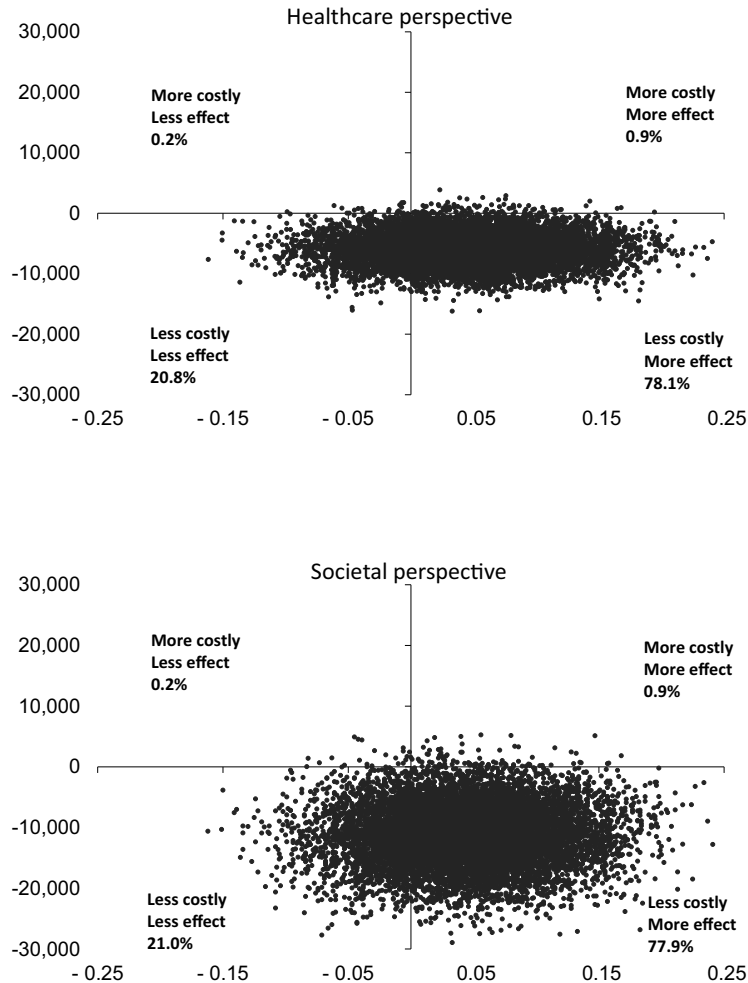 Healthcare perspective
30,000
20,000
More costly
Less effect
0.2%
More costly
More effect
0.9%
10,000
0
-10,000
-20,000
Less costly
Less effect
20.8%
Less costly
More effect
78.1%
-30,000
- 0.25
- 0.15
- 0.05
0.05
0.15
0.25
Societal perspective
30,000
20,000
More costly
Less effect
0.2%
More costly
More effect
0.9%
10,000
0
-10,000
-20,000
Less costly
Less effect
21.0%
Less costly
More effect
77.9%
-30,000
- 0.25
- 0.15
- 0.05
0.05
0.15
0.25